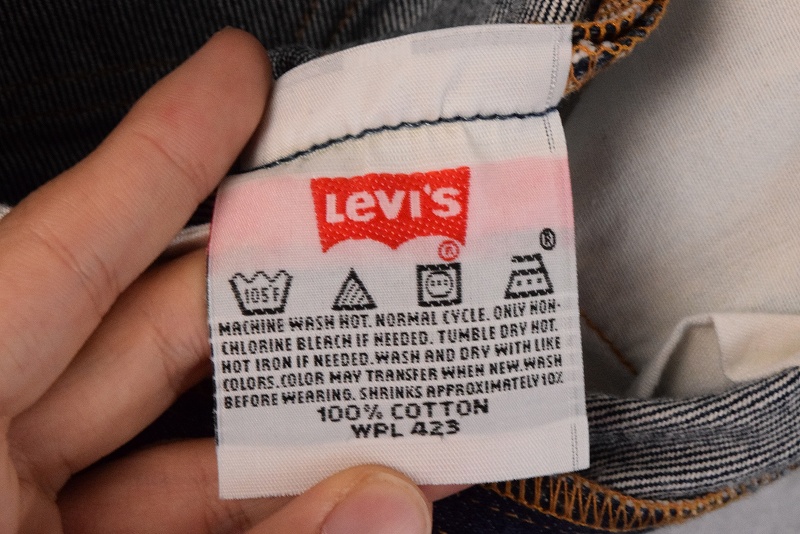 LEVI'S
®
®
105F
MACHINE WASH HOT. NORMAL CYCLE. ONLY NON-
CHLORINE BLEACH IF NEEDED. TUMBLE DRY HOT.
HOT IRON IF NEEDED.WASH AND DRY WITH LIKE
COLORS.COLOR MAY TRANSFER WHEN NEW.WASH
BEFORE WEARING. SHRINKS APPROXIMATELY 10%
100% COTTON
WPL 423